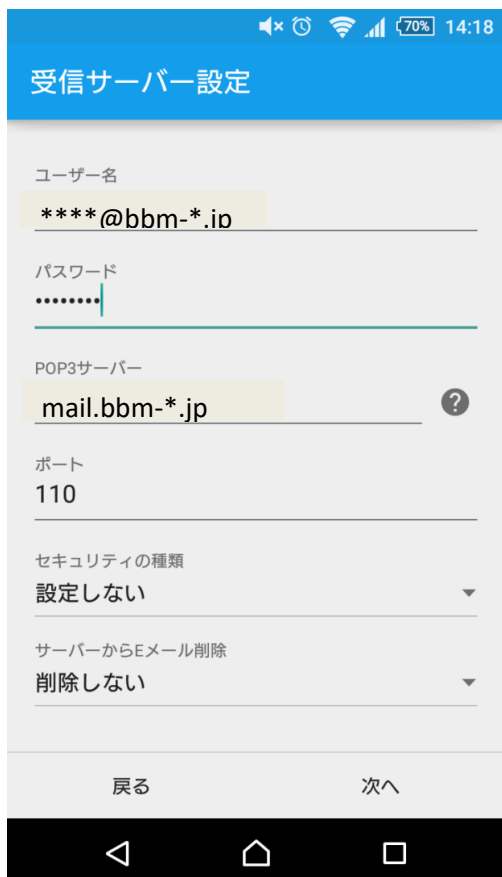 70% 14:18
受信サーバー設定
ユーザー名
****@bbm-*.jp
パスワード
••••••••
POP3サーバー
mail.bbm-*.jp
ポート
110
セキュリティの種類
設定しない
サーバーからEメール削除
削除しない
戻る 次へ